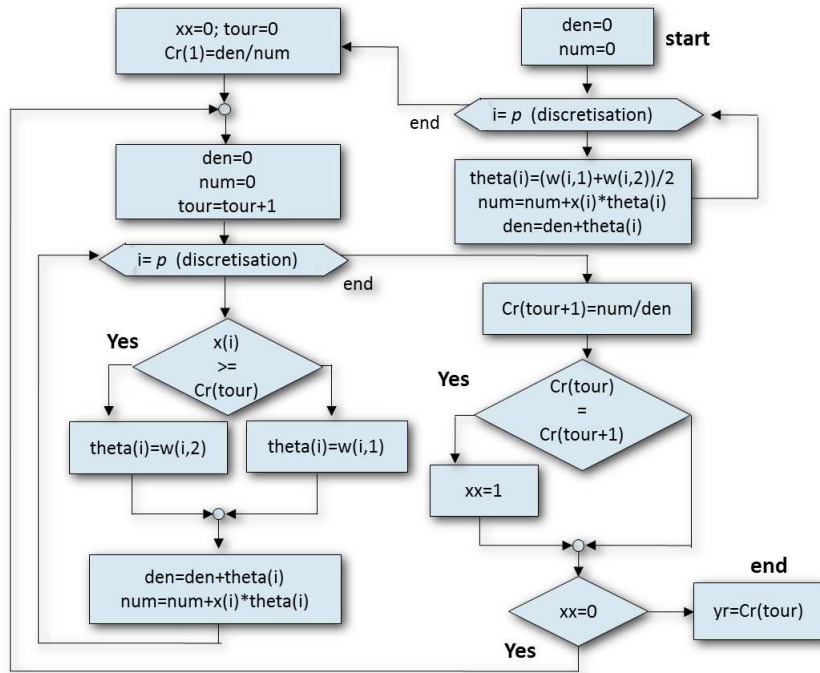 den=0
num=0
start
i= p (discretisation)
end
theta(i)=(w(i,1)+w(i,2))/2
num=num+x(i)*theta(i)
den=den+theta(i)
xx=0; tour=0
Cr(1)=den/num
den=0
num=0
tour=tour+1
i= p (discretisation)
end
Yes
x(i)
>=
Cr(tour)
theta(i)=w(i,2)
theta(i)=w(i,1)
den=den+theta(i)
num=num+x(i)*theta(i)
Cr(tour+1)=num/den
Yes
Cr(tour)
=
Cr(tour+1)
xx=1
xx=0
Yes
end
yr=Cr(tour)